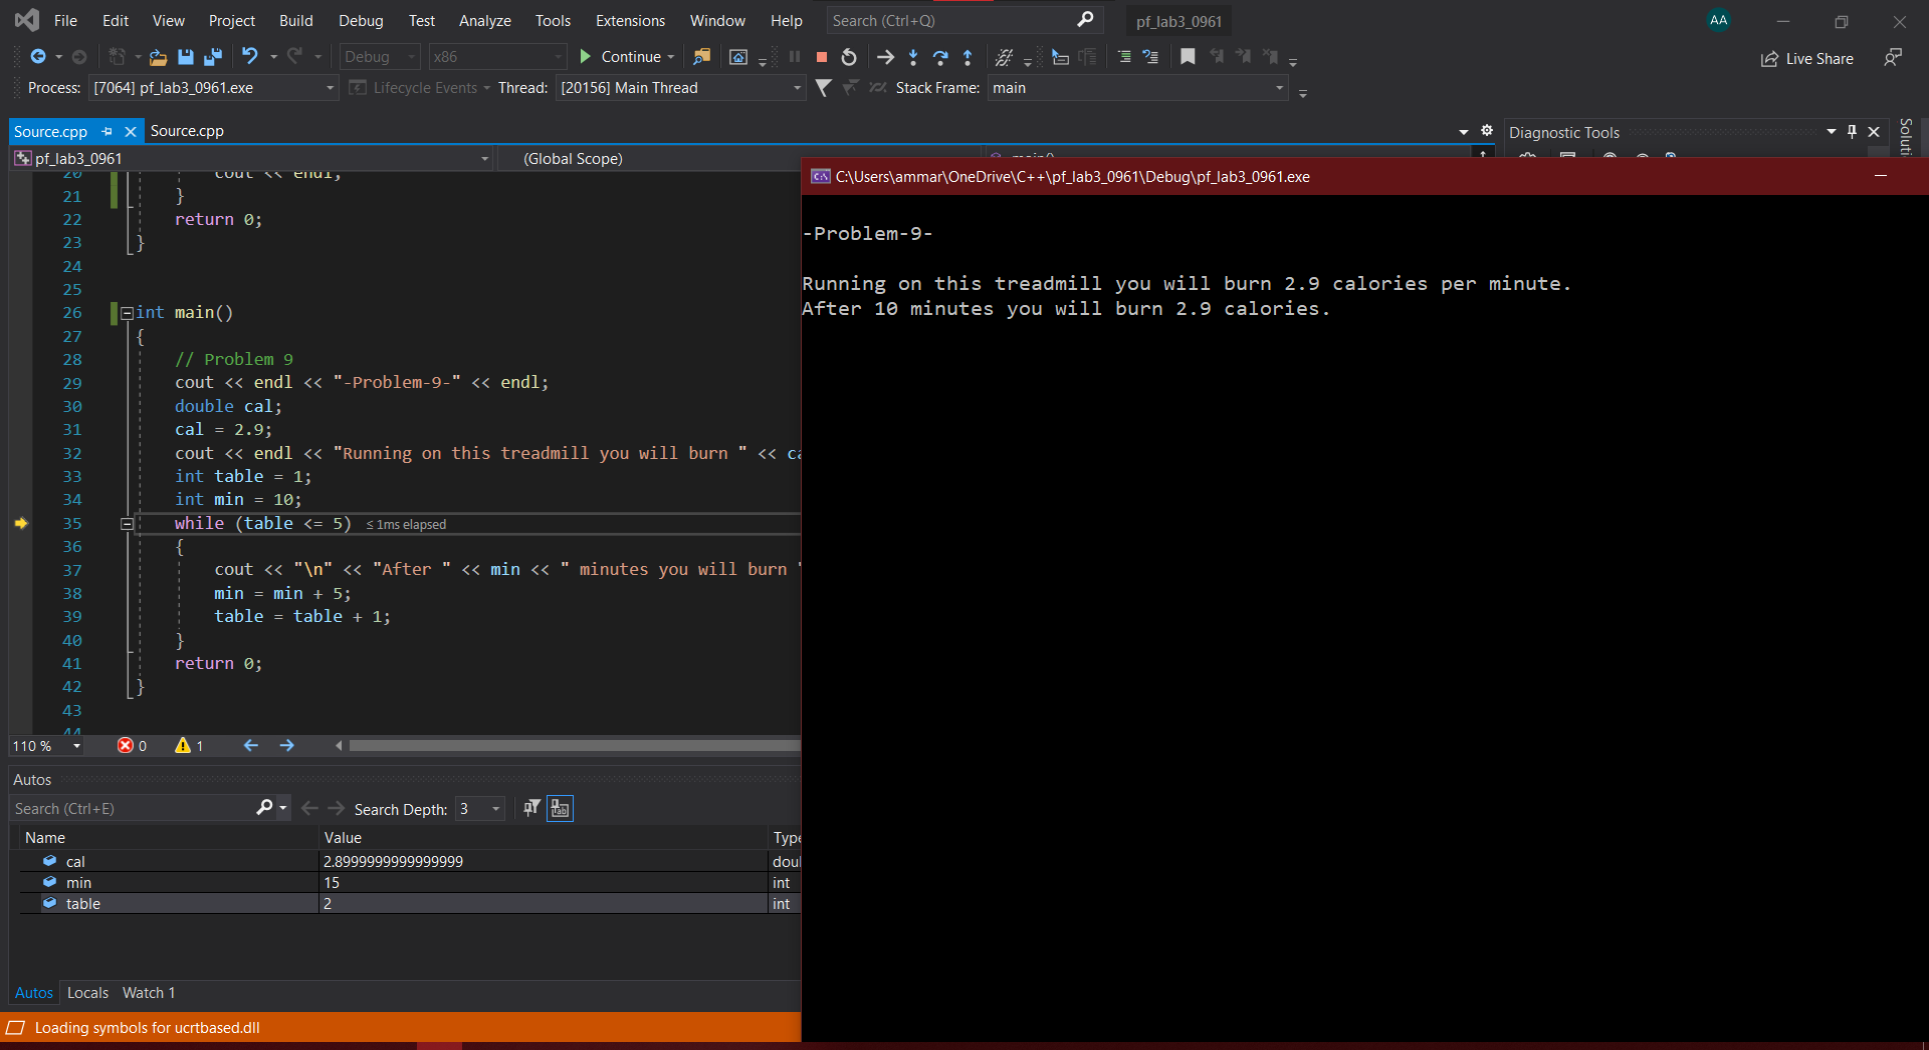 File Edit View Project Build Debug Test Analyze Tools Extensions Window Help Search (Ctrl+Q) pf_lab3_0961 AA
Debug x86 Continue Live Share
Process: [7064] pf_lab3_0961.exe Lifecycle Events Thread: [20156] Main Thread Stack Frame: main
Source.cpp Source.cpp
Diagnostic Tools
pf_lab3_0961 (Global Scope) main()
20 cout << endl;
21 }
22 return 0;
23 }
24
25
26 int main()
27 {
28 // Problem 9
29 cout << endl << "-Problem-9-" << endl;
30 double cal;
31 cal = 2.9;
32 cout << endl << "Running on this treadmill you will burn " << ca
33 int table = 1;
34 int min = 10;
35 while (table <= 5) ≤ 1ms elapsed
36 {
37 cout << "\n" << "After " << min << " minutes you will burn "
38 min = min + 5;
39 table = table + 1;
40 }
41 return 0;
42 }
43
44
110 % 0 1
Autos
Search (Ctrl+E) Search Depth: 3
Name Value Type
cal 2.8999999999999999 doul
min 15 int
table 2 int
Autos Locals Watch 1
Loading symbols for ucrtbased.dll
C:\Users\ammar\OneDrive\C++\pf_lab3_0961\Debug\pf_lab3_0961.exe
-Problem-9-
Running on this treadmill you will burn 2.9 calories per minute.
After 10 minutes you will burn 2.9 calories.